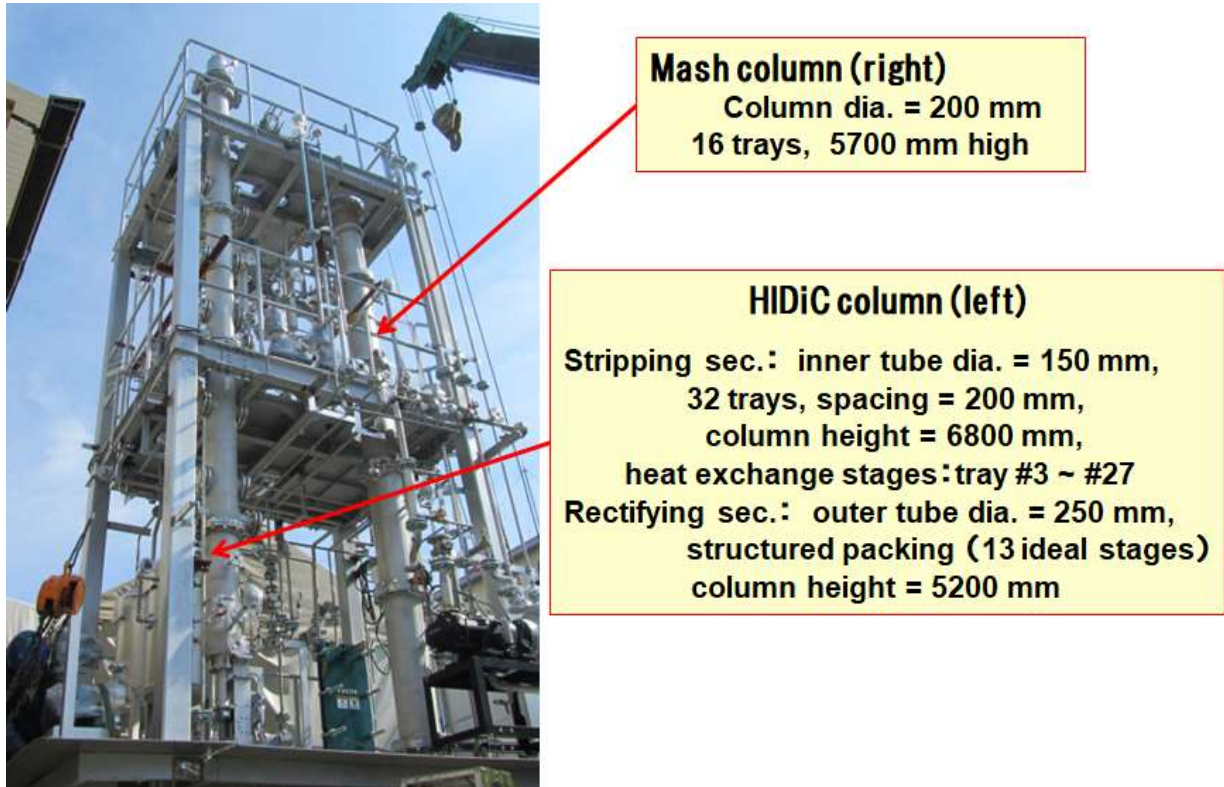 Mash column (right)
Column dia. = 200 mm
16 trays, 5700 mm high
HIDiC column (left)
Stripping sec.: inner tube dia. = 150 mm,
32 trays, spacing = 200 mm,
column height = 6800 mm,
heat exchange stages:tray #3 ~ #27
Rectifying sec.: outer tube dia. = 250 mm,
structured packing (13 ideal stages)
column height = 5200 mm